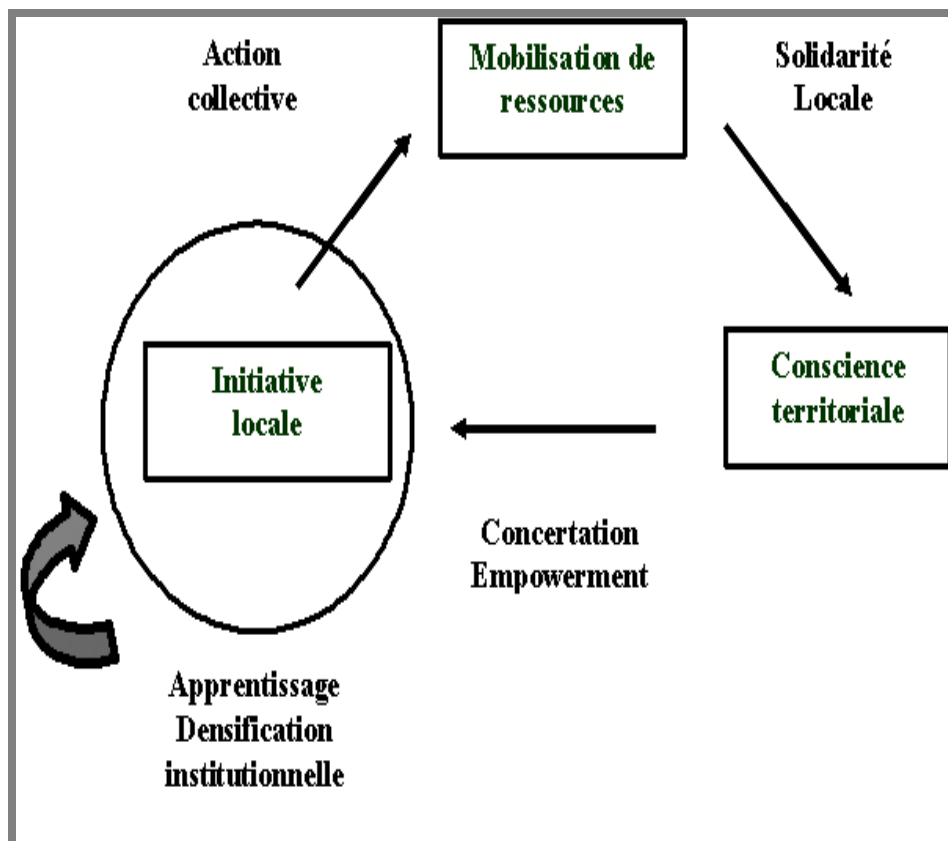 Action
collective
Mobilisation de
ressources
Solidarité
Locale
Initiative
locale
Conscience
territoriale
Concertation
Empowerment
Apprentissage
Densification
institutionnelle